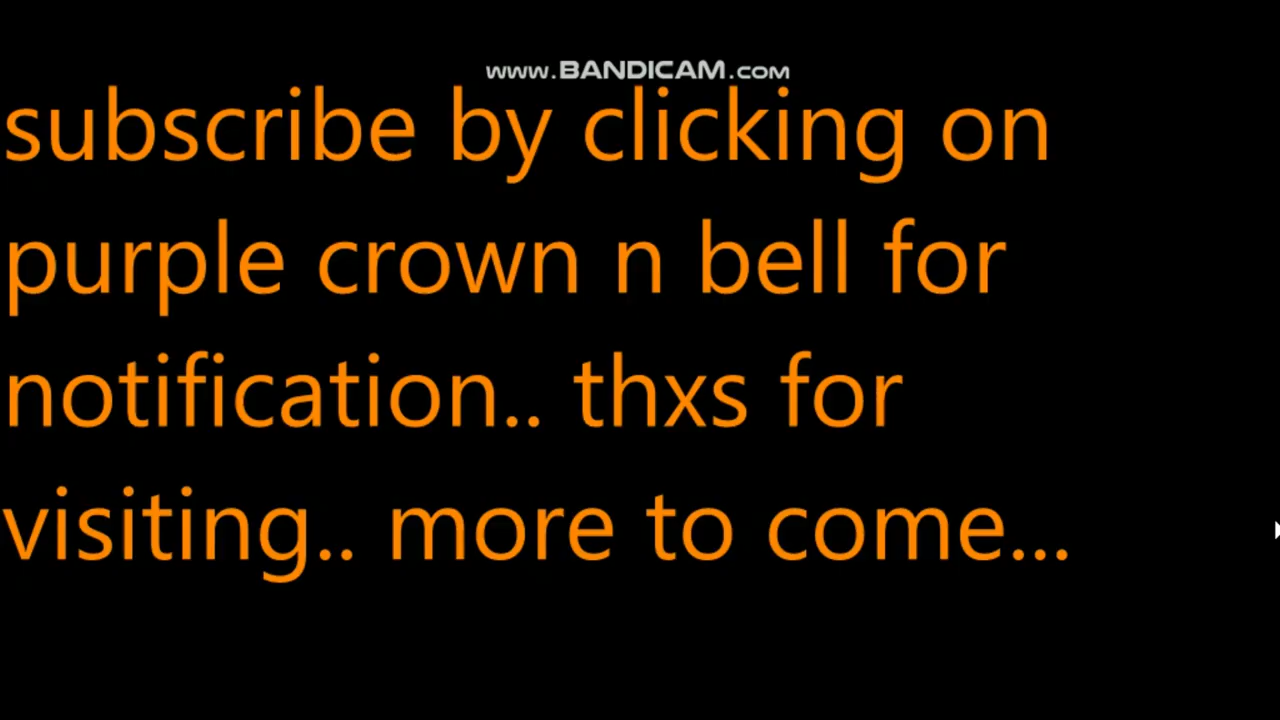 www.BANDICAM.com
subscribe by clicking on
purple crown n bell for
notification.. thxs for
visiting.. more to come...